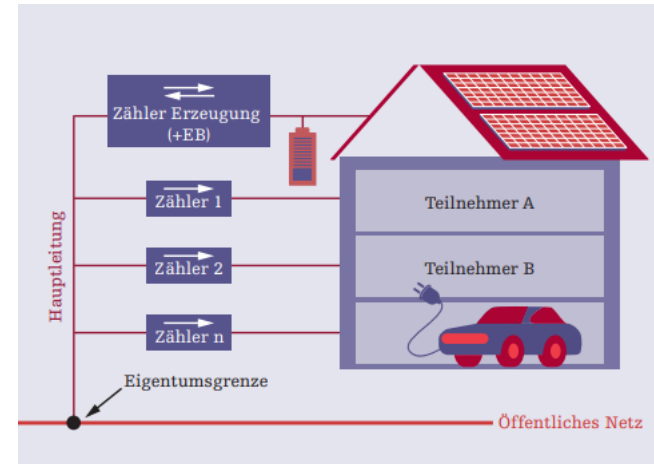 Zähler Erzeugung
(+EB)
Zähler 1
Teilnehmer A
Zähler 2
Teilnehmer B
Zähler n
Hauptleitung
Eigentumsgrenze
Öffentliches Netz